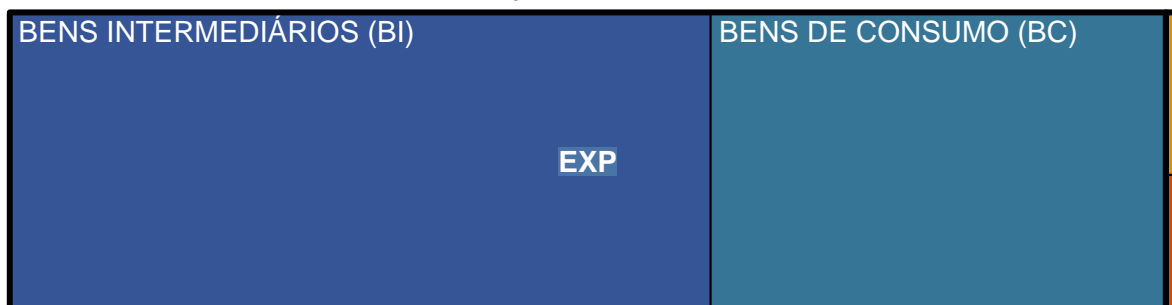 BENS INTERMEDIÁRIOS (BI)
BENS DE CONSUMO (BC)
EXP